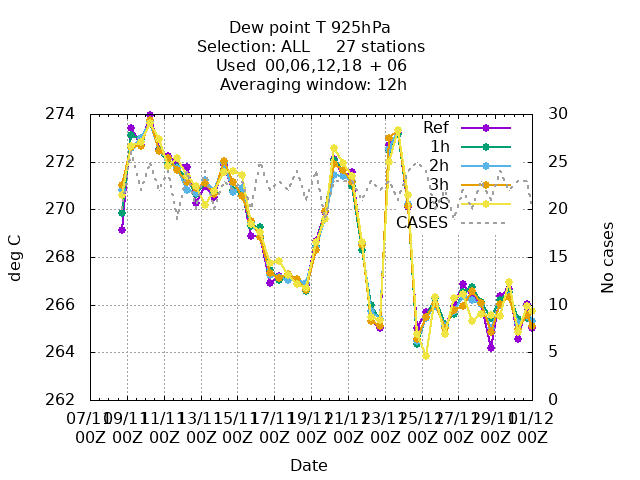 Dew point T 925hPa
Selection: ALL 27 stations
Used 00,06,12,18 + 06
Averaging window: 12h
deg C
No cases
274
272
270
268
266
264
262
30
25
20
15
10
5
0
Ref
1h
2h
3h
OBS
CASES
07/11 09/11 11/11 13/11 15/11 17/11 19/11 21/11 23/11 25/11 27/11 29/11 01/12
00Z 00Z 00Z 00Z 00Z 00Z 00Z 00Z 00Z 00Z 00Z 00Z 00Z
Date